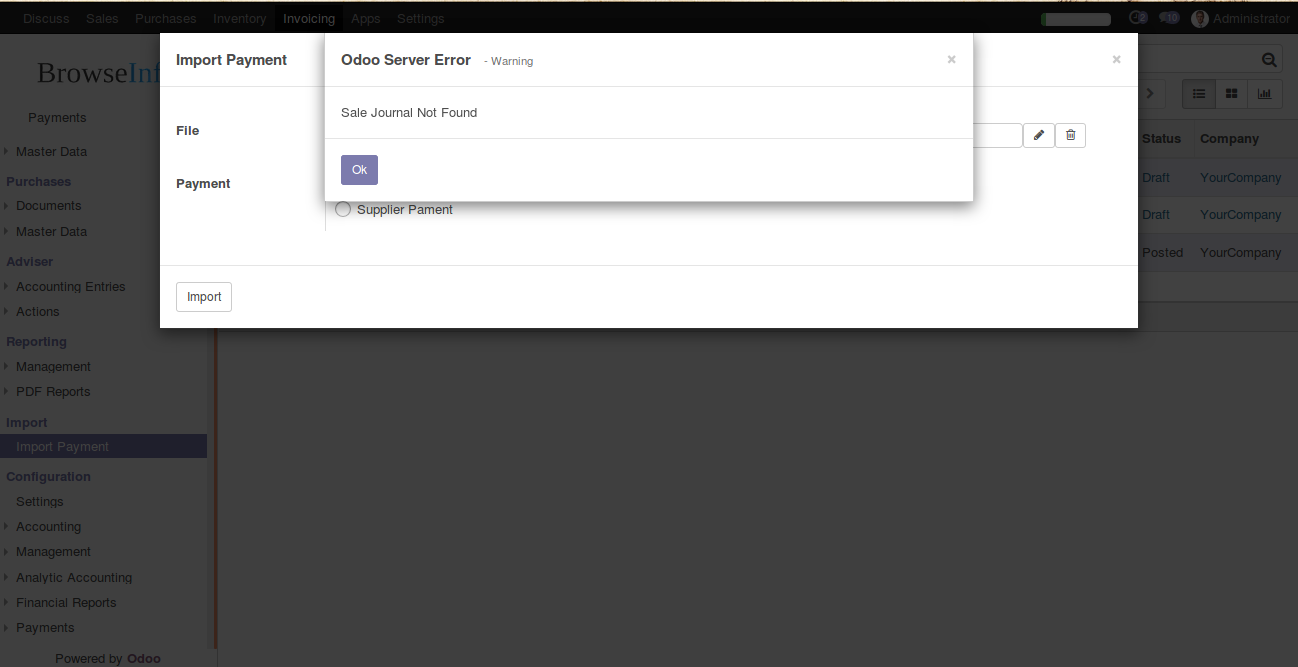 Discuss Sales Purchases Inventory Invoicing Apps Settings 2 10 Administrator
Import Payment
Odoo Server Error - Warning × ×
BrowseInf
Sale Journal Not Found
Payments
File
Status Company
Master Data
Ok
Purchases
Payment
Draft YourCompany
Documents
Supplier Pament
Draft YourCompany
Master Data
Posted YourCompany
Adviser
Accounting Entries
Import
Actions
Reporting
Management
PDF Reports
Import
Import Payment
Configuration
Settings
Accounting
Management
Analytic Accounting
Financial Reports
Payments
Powered by Odoo